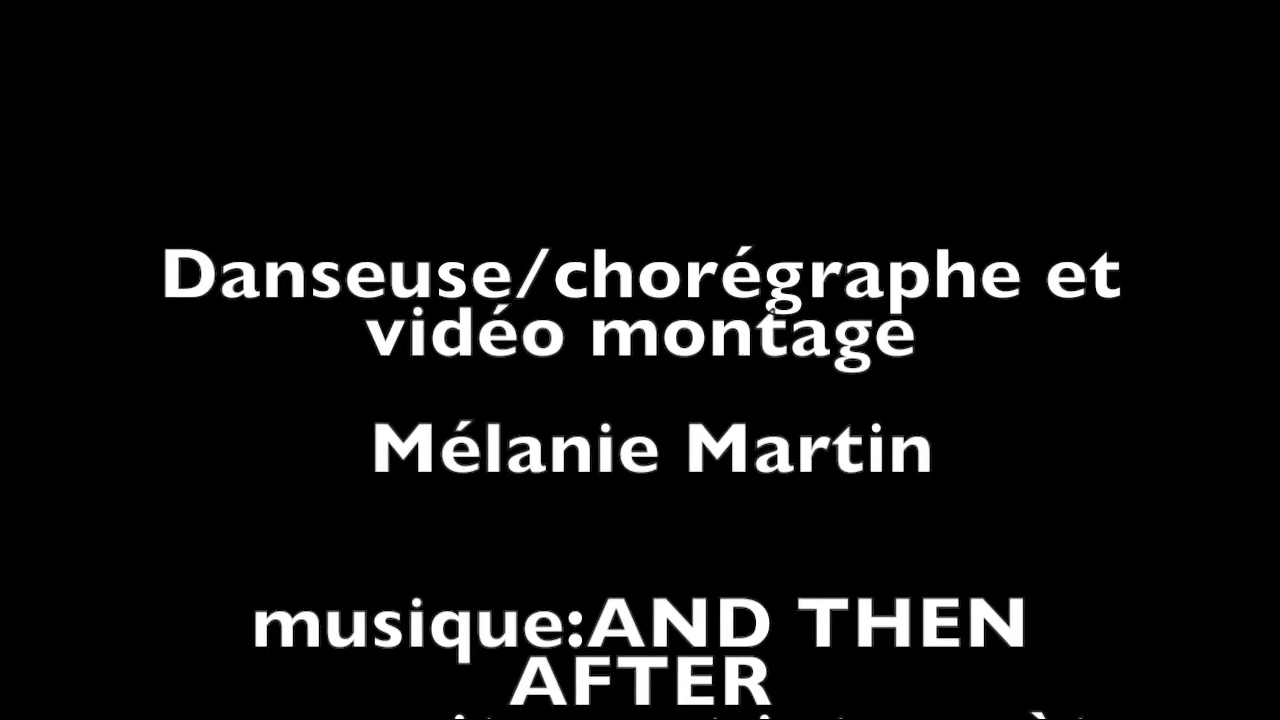 Danseuse/chorégraphe et
vidéo montage
Mélanie Martin
musique:AND THEN
AFTER